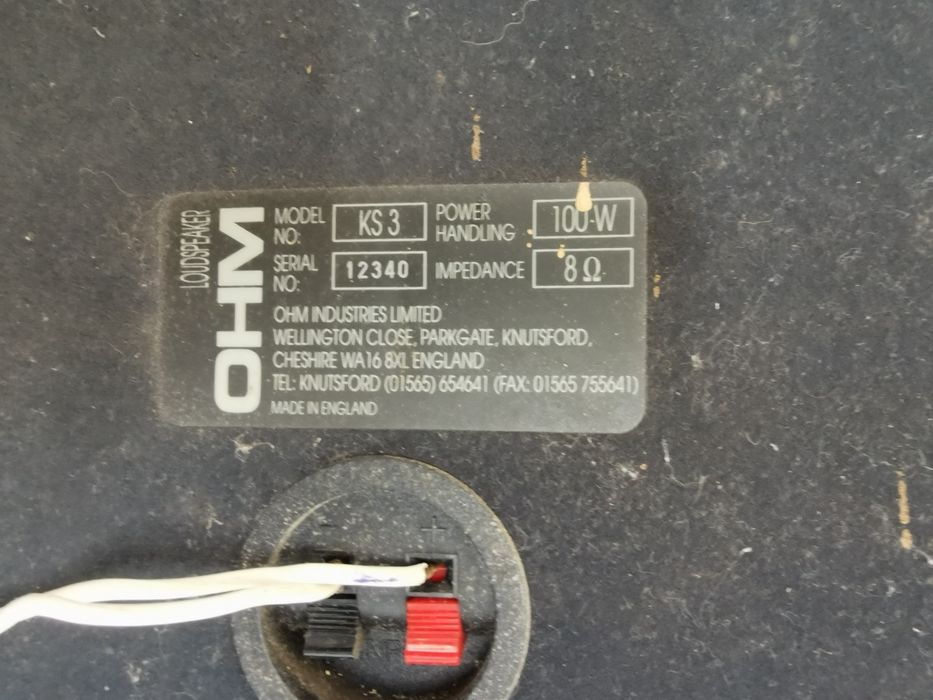 LOUDSPEAKER
OHM
MODEL NO: KS 3 POWER HANDLING 100-W
SERIAL NO: 12340 IMPEDANCE 8Ω
OHM INDUSTRIES LIMITED
WELLINGTON CLOSE, PARKGATE, KNUTSFORD,
CHESHIRE WA16 8XL ENGLAND
TEL: KNUTSFORD (01565) 654641 (FAX: 01565 755641)
MADE IN ENGLAND
- +